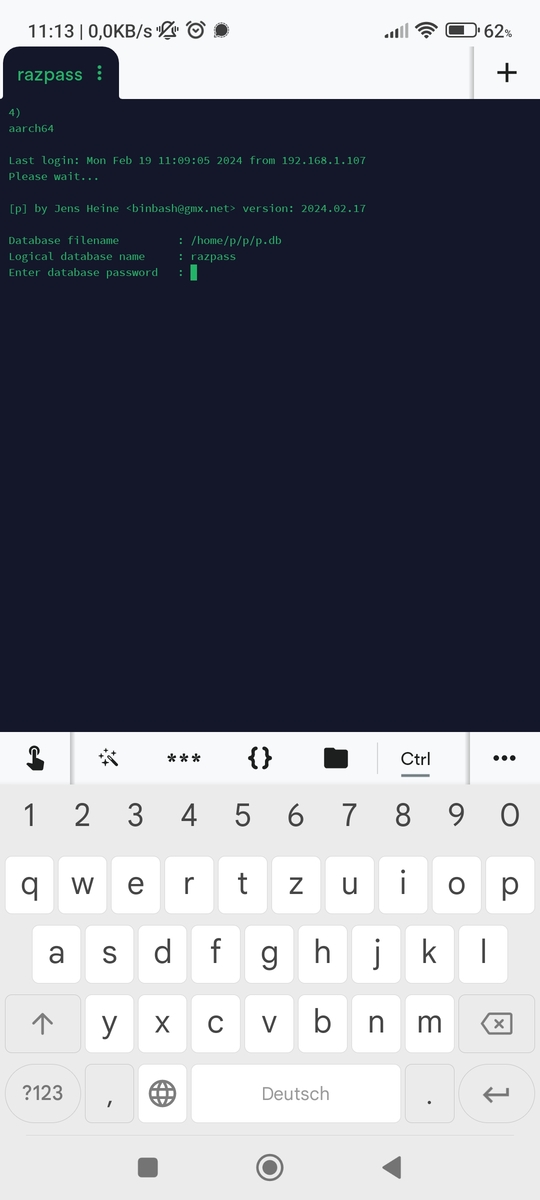 11:13 | 0,0KB/s
62%
razpass
4)
aarch64
Last login: Mon Feb 19 11:09:05 2024 from 192.168.1.107
Please wait...
[p] by Jens Heine <binbash@gmx.net> version: 2024.02.17
Database filename : /home/p/p/p.db
Logical database name : razpass
Enter database password :
*** {} Ctrl
1 2 3 4 5 6 7 8 9 0
q w e r t z u i o p
a s d f g h j k l
y x c v b n m
?123 , Deutsch .